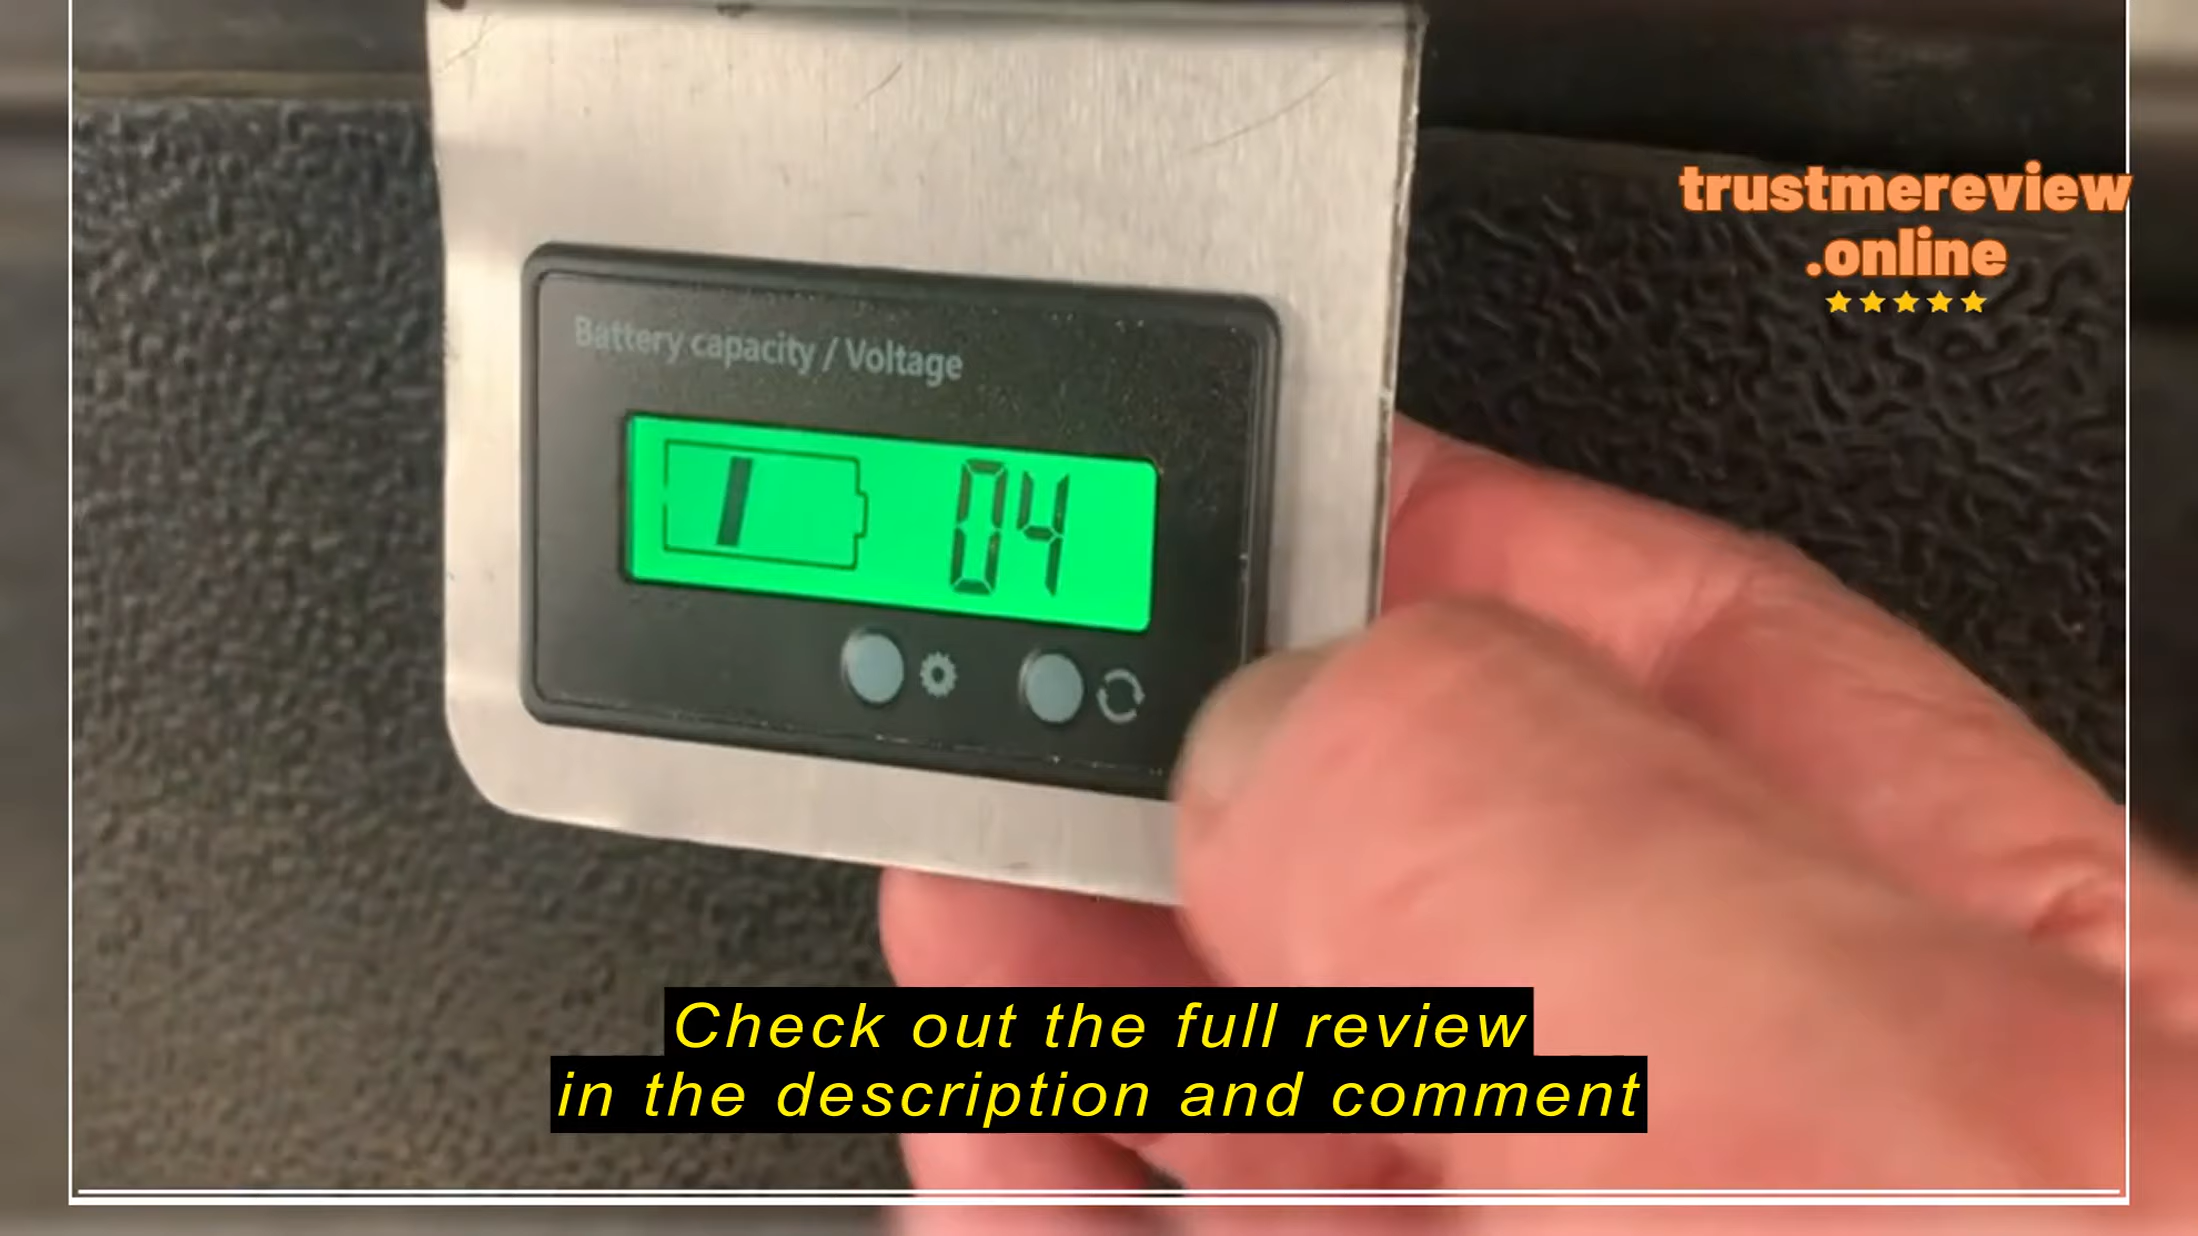 trustmereview
.online
Battery capacity / Voltage
04
Check out the full review
in the description and comment